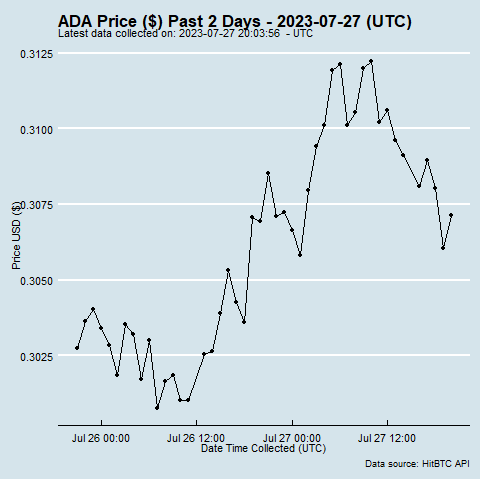 ADA Price ($) Past 2 Days - 2023-07-27 (UTC)
Latest data collected on: 2023-07-27 20:03:56  - UTC
0.3125
0.3100
0.3075
0.3050
0.3025
Price USD ($)
Jul 26 00:00
Jul 26 12:00
Jul 27 00:00
Jul 27 12:00
Date Time Collected (UTC)
Data source: HitBTC API